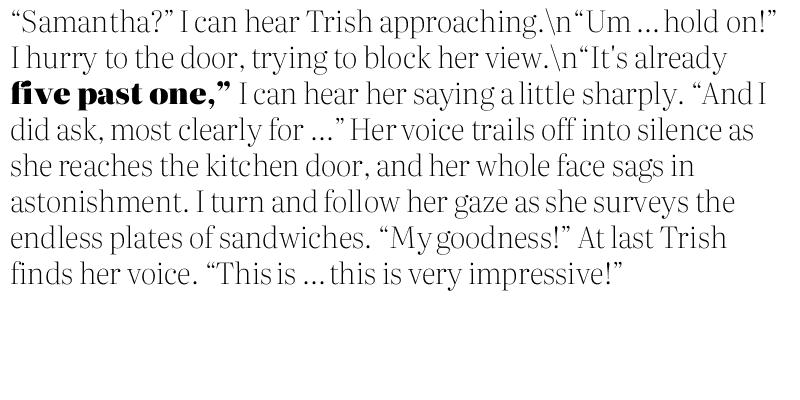 “Samantha?” I can hear Trish approaching.\n“Um … hold on!”
I hurry to the door, trying to block her view.\n“It's already
five past one,” I can hear her saying a little sharply. “And I
did ask, most clearly for …” Her voice trails off into silence as
she reaches the kitchen door, and her whole face sags in
astonishment. I turn and follow her gaze as she surveys the
endless plates of sandwiches. “My goodness!” At last Trish
finds her voice. “This is … this is very impressive!”